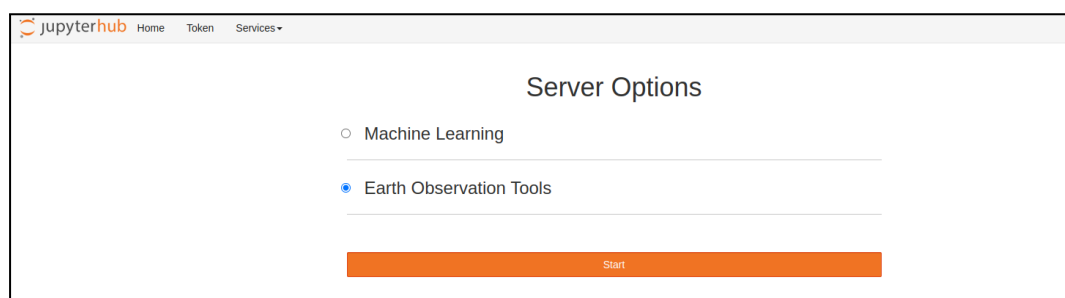 jupyterhub Home Token Services
Server Options
Machine Learning
Earth Observation Tools
Start